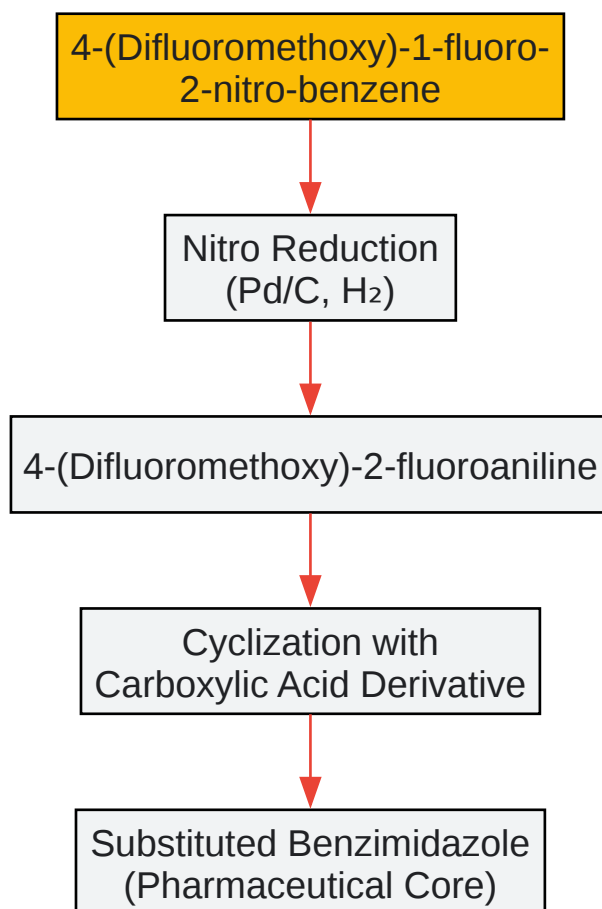 4-(Difluoromethoxy)-1-fluoro-
2-nitro-benzene
Nitro Reduction
(Pd/C, H₂)
4-(Difluoromethoxy)-2-fluoroaniline
Cyclization with
Carboxylic Acid Derivative
Substituted Benzimidazole
(Pharmaceutical Core)